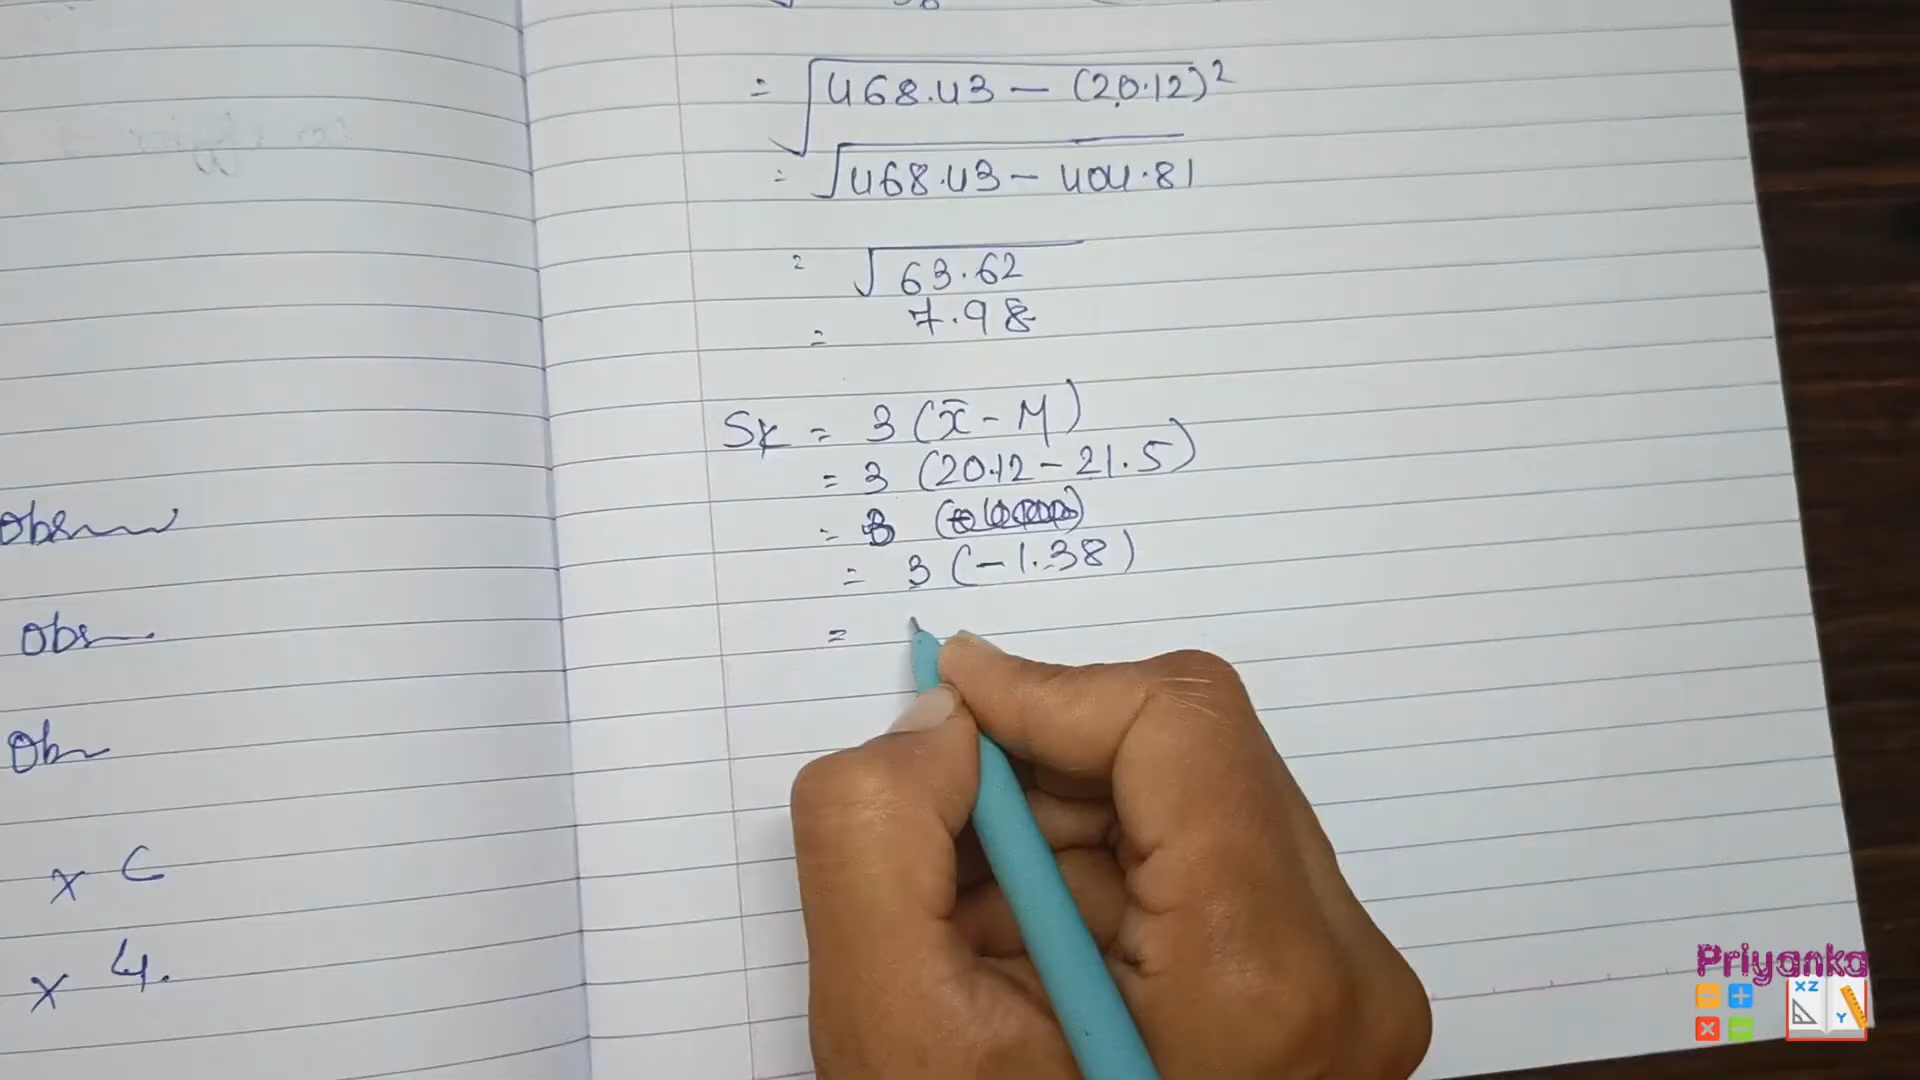 = √468.43 - (20.12)²
= √468.43 - 404.81
= √63.62
= 7.98
Sk = 3 (x̄ - M)
= 3 (20.12 - 21.5)
= 3
= 3 (-1.38)
=
Obs
Obs
Ob
x C
x 4.
Priyanka
XZ
Y